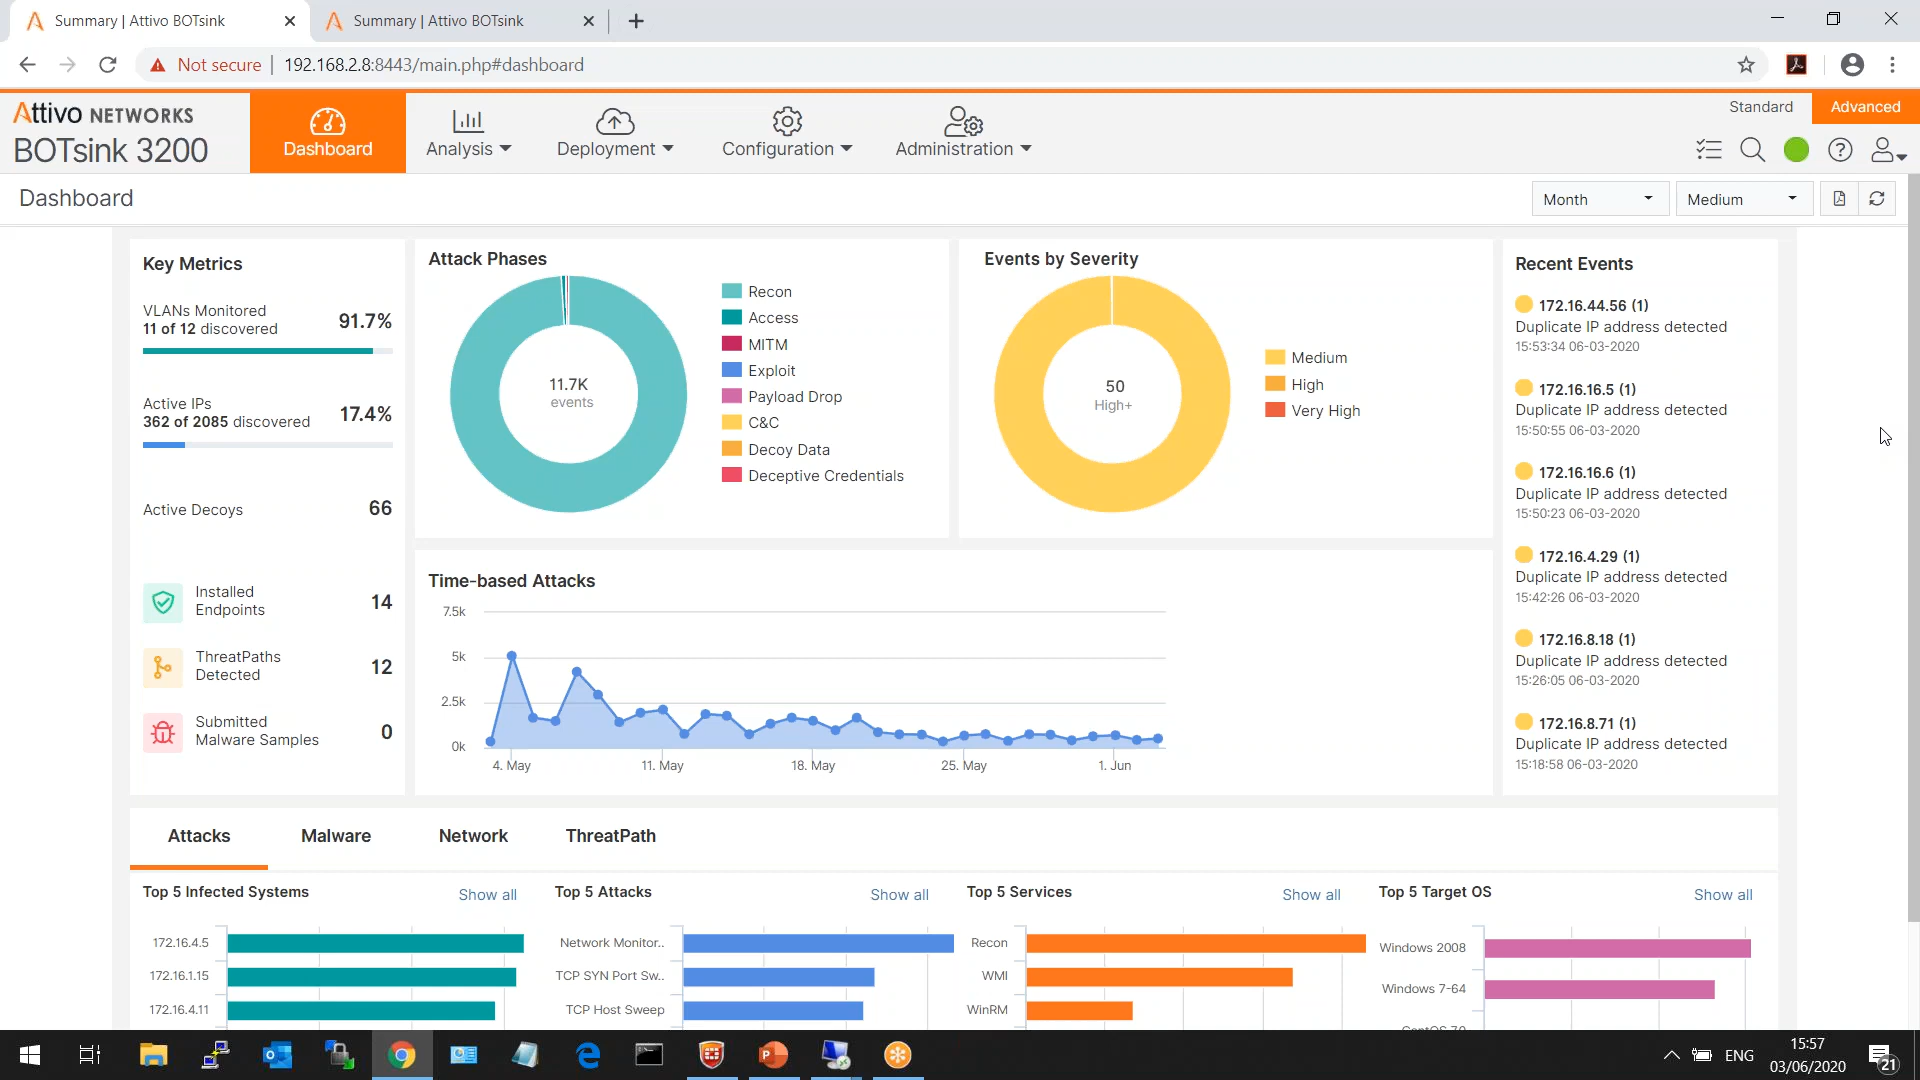 Summary | Attivo BOTsink
Summary | Attivo BOTsink
Not secure
192.168.2.8:8443/main.php#dashboard
Attivo NETWORKS
BOTsink 3200
Dashboard
Analysis
Deployment
Configuration
Administration
Standard
Advanced
Dashboard
Month
Medium
Key Metrics
VLANs Monitored
11 of 12 discovered
91.7%
Active IPs
362 of 2085 discovered
17.4%
Active Decoys
66
Installed
Endpoints
14
ThreatPaths
Detected
12
Submitted
Malware Samples
0
Attack Phases
11.7K
events
Recon
Access
MITM
Exploit
Payload Drop
C&C
Decoy Data
Deceptive Credentials
Events by Severity
50
High+
Medium
High
Very High
Time-based Attacks
7.5k
5k
2.5k
0k
4. May
11. May
18. May
25. May
1. Jun
Recent Events
172.16.44.56 (1)
Duplicate IP address detected
15:53:34 06-03-2020
172.16.16.5 (1)
Duplicate IP address detected
15:50:55 06-03-2020
172.16.16.6 (1)
Duplicate IP address detected
15:50:23 06-03-2020
172.16.4.29 (1)
Duplicate IP address detected
15:42:26 06-03-2020
172.16.8.18 (1)
Duplicate IP address detected
15:26:05 06-03-2020
172.16.8.71 (1)
Duplicate IP address detected
15:18:58 06-03-2020
Attacks
Malware
Network
ThreatPath
Top 5 Infected Systems
Show all
172.16.4.5
172.16.1.15
172.16.4.11
Top 5 Attacks
Show all
Network Monitor..
TCP SYN Port Sw..
TCP Host Sweep
Top 5 Services
Show all
Recon
WMI
WinRM
Top 5 Target OS
Show all
Windows 2008
Windows 7-64
ENG
15:57
03/06/2020
21